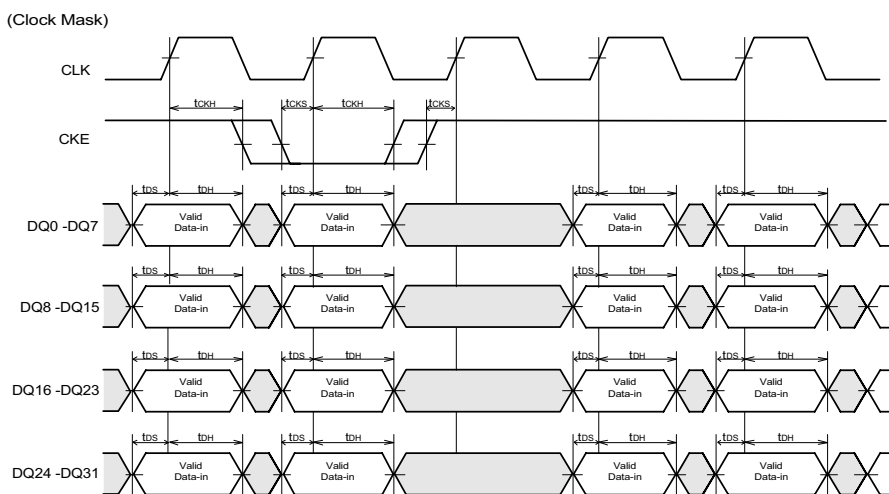 (Clock Mask)
CLK
tCKH tCKS tCKH tCKS
CKE
tDS tDH tDS tDH tDS tDH tDS tDH
DQ0 -DQ7
Valid Data-in Valid Data-in Valid Data-in Valid Data-in
tDS tDH tDS tDH tDS tDH tDS tDH
DQ8 -DQ15
Valid Data-in Valid Data-in Valid Data-in Valid Data-in
tDS tDH tDS tDH tDS tDH tDS tDH
DQ16 -DQ23
Valid Data-in Valid Data-in Valid Data-in Valid Data-in
tDS tDH tDS tDH tDS tDH tDS tDH
DQ24 -DQ31
Valid Data-in Valid Data-in Valid Data-in Valid Data-in